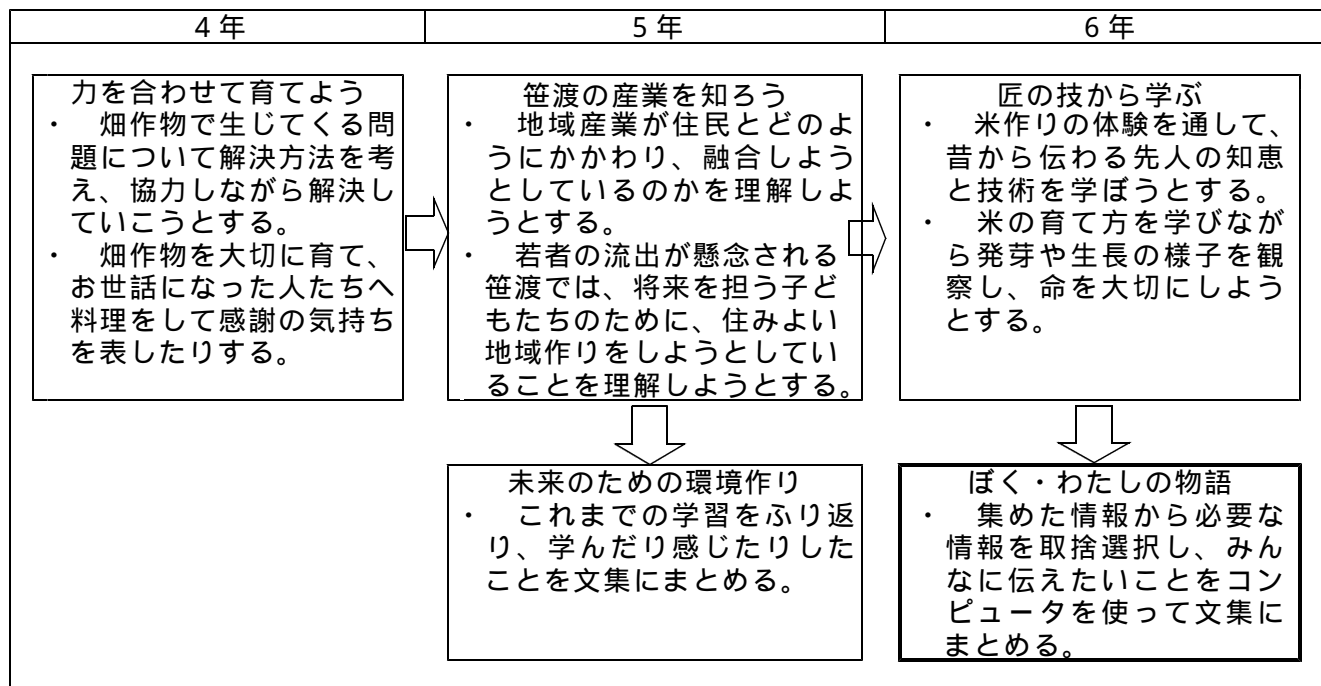 4年
5年
6年
力を合わせて育てよう
・ 畑作物で生じてくる問
題について解決方法を考
え、協力しながら解決し
ていこうとする。
・ 畑作物を大切に育て、
お世話になった人たちへ
料理をして感謝の気持ち
を表したりする。
笹渡の産業を知ろう
・ 地域産業が住民とどのよ
うにかかわり、融合しよう
としているのかを理解しよ
うとする。
・ 若者の流出が懸念される
笹渡では、将来を担う子ど
もたちのために、住みよい
地域作りをしようとしてい
ることを理解しようとする。
匠の技から学ぶ
・ 米作りの体験を通して、
昔から伝わる先人の知恵
と技術を学ぼうとする。
・ 米の育て方を学びなが
ら発芽や生長の様子を観
察し、命を大切にしよう
とする。
未来のための環境作り
・ これまでの学習をふり返
り、学んだり感じたりした
ことを文集にまとめる。
ぼく・わたしの物語
・ 集めた情報から必要な
情報を取捨選択し、みん
なに伝えたいことをコン
ピュータを使って文集に
まとめる。